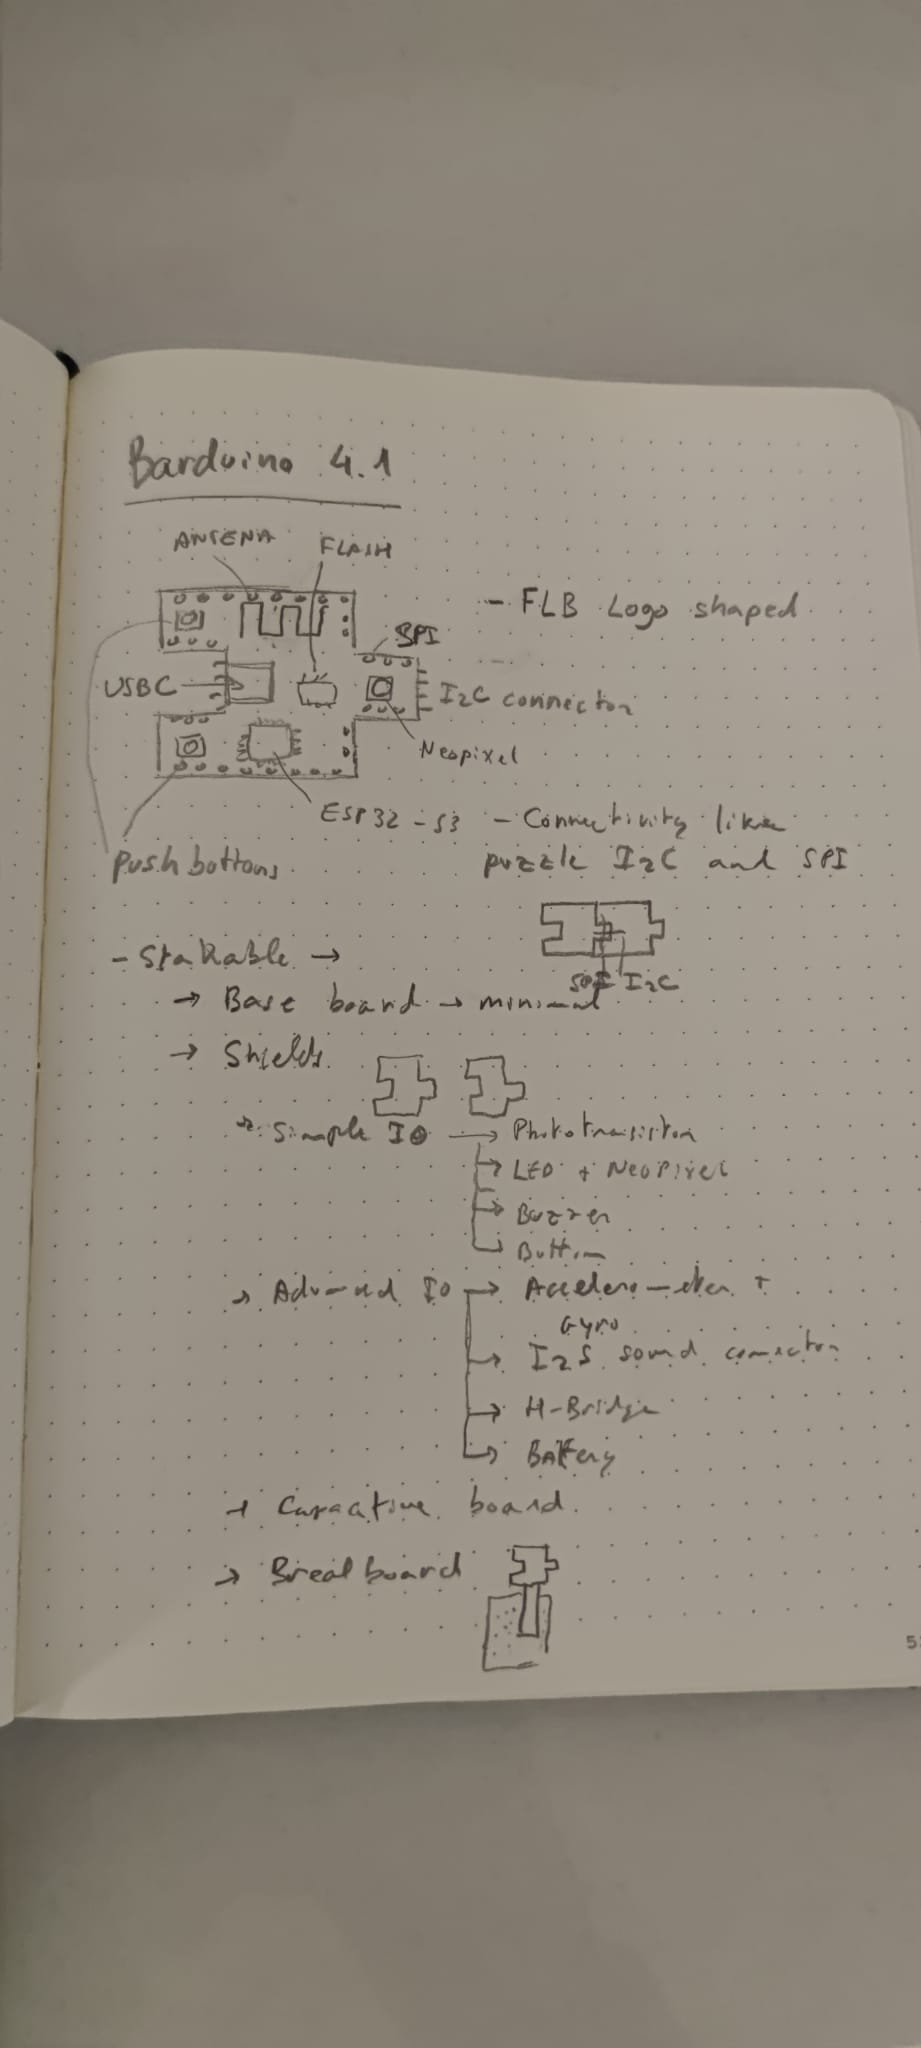 Barduino 4.1
ANTENA FLASH
- FLB Logo shaped
SPI
USBC
I2C connector
Neopixel
ESP32-S3
- Connectivity like
puzzle I2C and SPI
push bottons
SPI I2C
- Stakable →
→ Base board → minimal
→ Shields
→ Simple IO → Phototransistor
→ LED + NeoPixel
→ Buzzer
Button
→ Advanced IO → Accelerometer +
Gyro
→ I2S sound connector
→ H-Bridge
→ Battery
→ Capacitive board
→ Breadboard